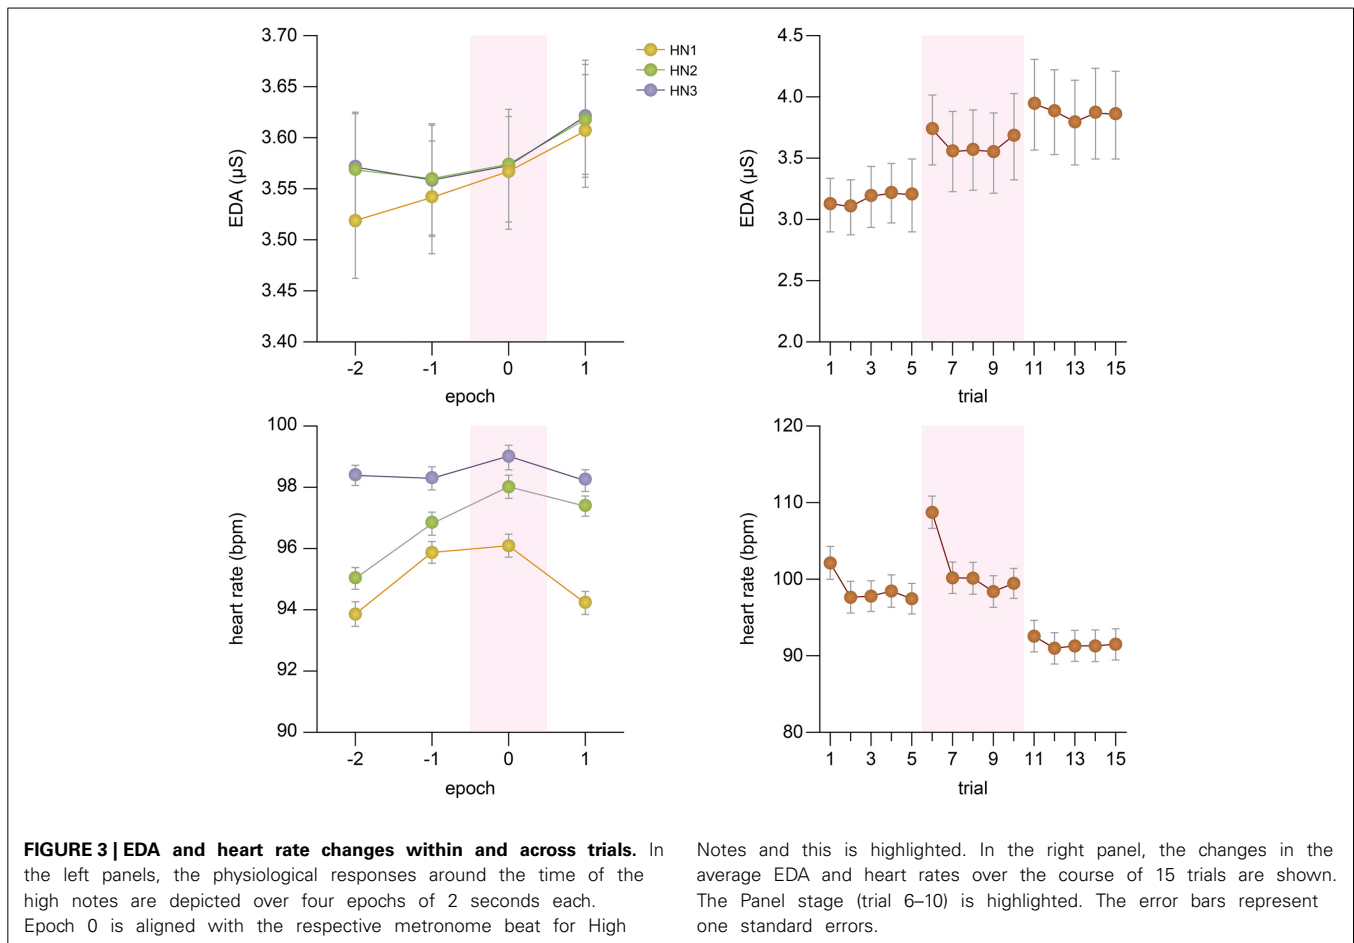 3.70
3.65
3.60
3.55
3.50
3.45
3.40
EDA (µS)
-2 -1 0 1
epoch
HN1
HN2
HN3
4.5
4.0
3.5
3.0
2.5
2.0
EDA (µS)
1 3 5 7 9 11 13 15
trial
100
98
96
94
92
90
heart rate (bpm)
-2 -1 0 1
epoch
120
110
100
90
80
heart rate (bpm)
1 3 5 7 9 11 13 15
trial
FIGURE 3 | EDA and heart rate changes within and across trials. In
the left panels, the physiological responses around the time of the
high notes are depicted over four epochs of 2 seconds each.
Epoch 0 is aligned with the respective metronome beat for High
Notes and this is highlighted. In the right panel, the changes in the
average EDA and heart rates over the course of 15 trials are shown.
The Panel stage (trial 6–10) is highlighted. The error bars represent
one standard errors.